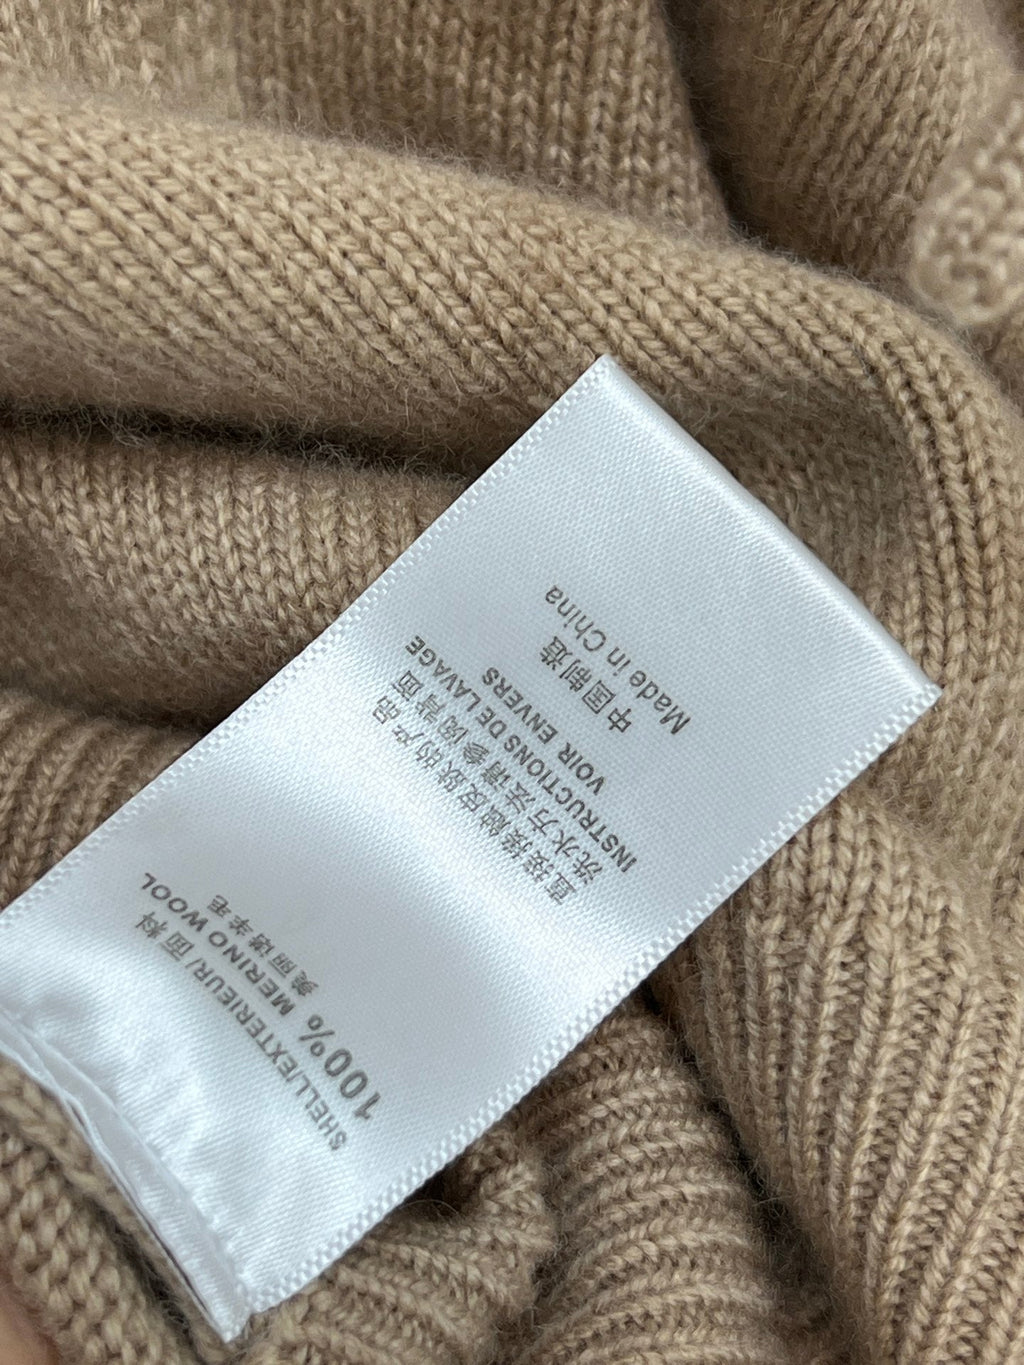 SHELL/EXTERIEUR/面料
100% MERINO WOOL
美丽诺羊毛
直接接触皮肤的产品
洗水方法请参阅背面
INSTRUCTIONS DE LAVAGE
VOIR ENVERS
中国制造
Made in China